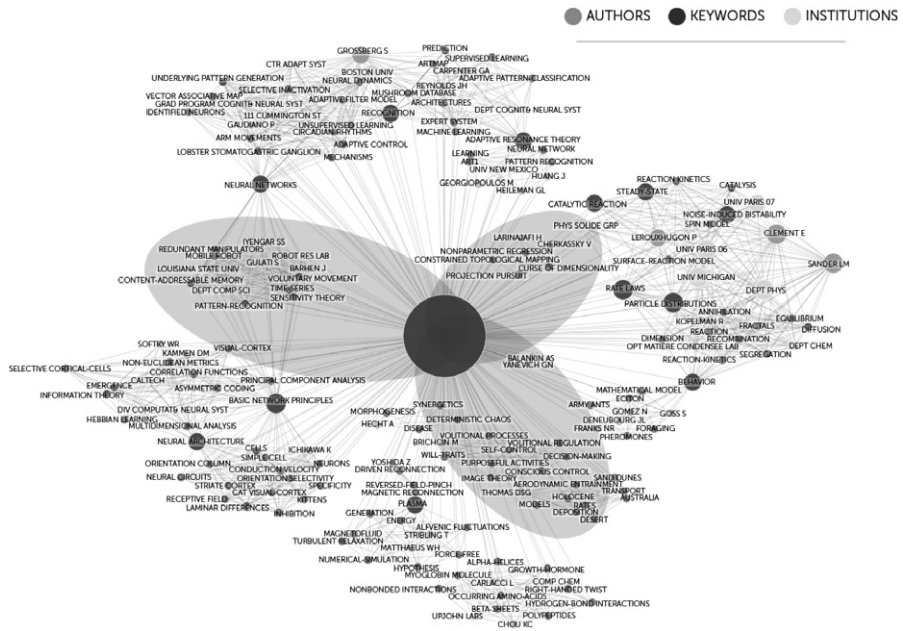 AUTHORS
KEYWORDS
INSTITUTIONS
GROSSBERG S
PREDICTION
SUPERVISED LEARNING
CTR ADAPT SYST
ARTMAP
CARPENTER GA
BOSTON UNIV
UNDERLYING PATTERN GENERATION
NEURAL DYNAMICS
ADAPTIVE PATTERN-CLASSIFICATION
SELECTIVE INACTIVATION
REYNOLDS JH
MUSHROOM DATABASE
VECTOR ASSOCIATIVE MAP
ADAPTIVE FILTER MODEL
ARCHITECTURES
GRAD PROGRAM COGNIT& NEURAL SYST
DEPT COGNIT& NEURAL SYST
IDENTIFIED NEURONS
111 CUMMINGTON ST
RECOGNITION
GAUDIANO P
UNSUPERVISED LEARNING
EXPERT SYSTEM
CIRCADIAN RHYTHMS
MACHINE LEARNING
ARM MOVEMENTS
ADAPTIVE RESONANCE THEORY
ADAPTIVE CONTROL
NEURAL NETWORK
LOBSTER STOMATOGASTRIC GANGLION
LEARNING
MECHANISMS
ART1
PATTERN RECOGNITION
UNIV NEW MEXICO
HUANG J
NEURAL NETWORKS
GEORGIOPOULOS M
HEILEMAN GL
REACTION KINETICS
CATALYSIS
STEADY-STATE
UNIV PARIS 07
CATALYTIC REACTION
NOISE-INDUCED BISTABILITY
PHYS SOLIDE GRP
SPIN MODEL
CLEMENT E
LARINAJAFI H
LEROUXHUGON P
IYENGAR SS
CHERKASSKY V
REDUNDANT MANIPULATORS
ROBOT RES LAB
NONPARAMETRIC REGRESSION
UNIV PARIS 06
MOBILE ROBOT
GULATI S
CONSTRAINED TOPOLOGICAL MAPPING
SURFACE-REACTION MODEL
SANDER LM
LOUISIANA STATE UNIV
BARHEN J
CURSE OF DIMENSIONALITY
VOLUNTARY MOVEMENT
PROJECTION PURSUIT
UNIV MICHIGAN
CONTENT-ADDRESSABLE MEMORY
TIME-SERIES
RATE LAWS
DEPT PHYS
DEPT COMP SCI
SENSITIVITY THEORY
PARTICLE DISTRIBUTIONS
PATTERN-RECOGNITION
ANNIHILATION
KOPELMAN R
EQUILIBRIUM
FRACTALS
REACTION
DIFFUSION
DIMENSION
RECOMBINATION
SOFTKY WR
VISUAL-CORTEX
OPT MATIERE CONDENSEE LAB
DEPT CHEM
KAMMEN DM
SEGREGATION
BALANKIN AS
NON-EUCLIDEAN METRICS
REACTION-KINETICS
YANEVICH GN
SELECTIVE CORTICAL-CELLS
CORRELATION FUNCTIONS
CALTECH
PRINCIPAL COMPONENT ANALYSIS
BEHAVIOR
EMERGENCE
ASYMMETRIC CODING
MATHEMATICAL MODEL
INFORMATION THEORY
BASIC NETWORK PRINCIPLES
ECITON
SYNERGETICS
ARMY ANTS
DIV COMPUTAT& NEURAL SYST
MORPHOGENESIS
GOMEZ N
GOSS S
HEBBIAN LEARNING
DETERMINISTIC CHAOS
DENEUBOURG JL
MULTIDIMENSIONAL ANALYSIS
HECHT A
DISEASE
FRANKS NR
FORAGING
NEURAL ARCHITECTURE
VOLITIONAL PROCESSES
PHEROMONES
BRICHCIN M
VOLITIONAL REGULATION
CELLS
ICHIKAWA K
SELF-CONTROL
SIMPLE CELL
WILL-TRAITS
DECISION-MAKING
ORIENTATION COLUMN
NEURONS
YOSHIDA Z
PURPOSEFUL ACTIVITIES
CONDUCTION VELOCITY
DRIVEN RECONNECTION
CONSCIOUS CONTROL
NEURAL CIRCUITS
ORIENTATION SELECTIVITY
IMAGE THEORY
SAND DUNES
STRIATE CORTEX
SPECIFICITY
REVERSED-FIELD-PINCH
AERODYNAMIC ENTRAINMENT
CAT VISUAL-CORTEX
MAGNETIC RECONNECTION
THOMAS DSG
TRANSPORT
RECEPTIVE FIELD
KITTENS
HOLOCENE
AUSTRALIA
LAMINAR DIFFERENCES
PLASMA
MODELS
RATES
INHIBITION
GENERATION
DEPOSITION
ENERGY
DESERT
ALFVENIC FLUCTUATIONS
MAGNETOFLUID
STRIBLING T
TURBULENT RELAXATION
MATTHAEUS WH
FORCE-FREE
NUMERICAL-SIMULATION
ALPHA-HELICES
HYPOTHESIS
GROWTH-HORMONE
MYOGLOBIN MOLECULE
CARLACCI L
COMP CHEM
NONBONDED INTERACTIONS
RIGHT-HANDED TWIST
OCCURRING AMINO-ACIDS
HYDROGEN-BOND INTERACTIONS
BETA-SHEETS
UPJOHN LABS
POLYPEPTIDES
CHOU KC